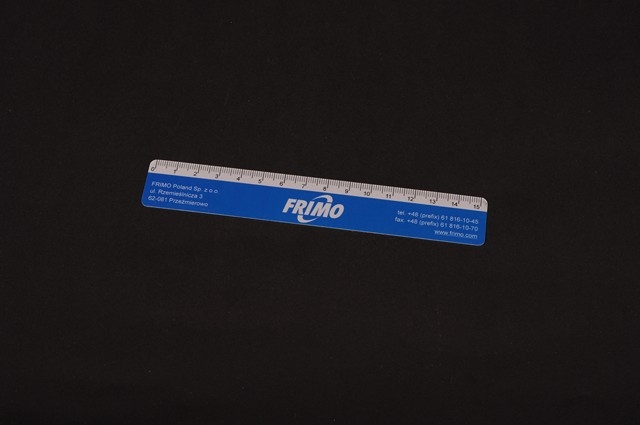 0 1 2 3 4 5 6 7 8 9 10 11 12 13 14 15
FRIMO Poland Sp. z o.o.
ul. Rzemieślnicza 3
62-081 Przeźmierowo
FRIMO
tel. +48 (prefix) 61 816-10-45
fax. +48 (prefix) 61 816-10-70
www.frimo.com